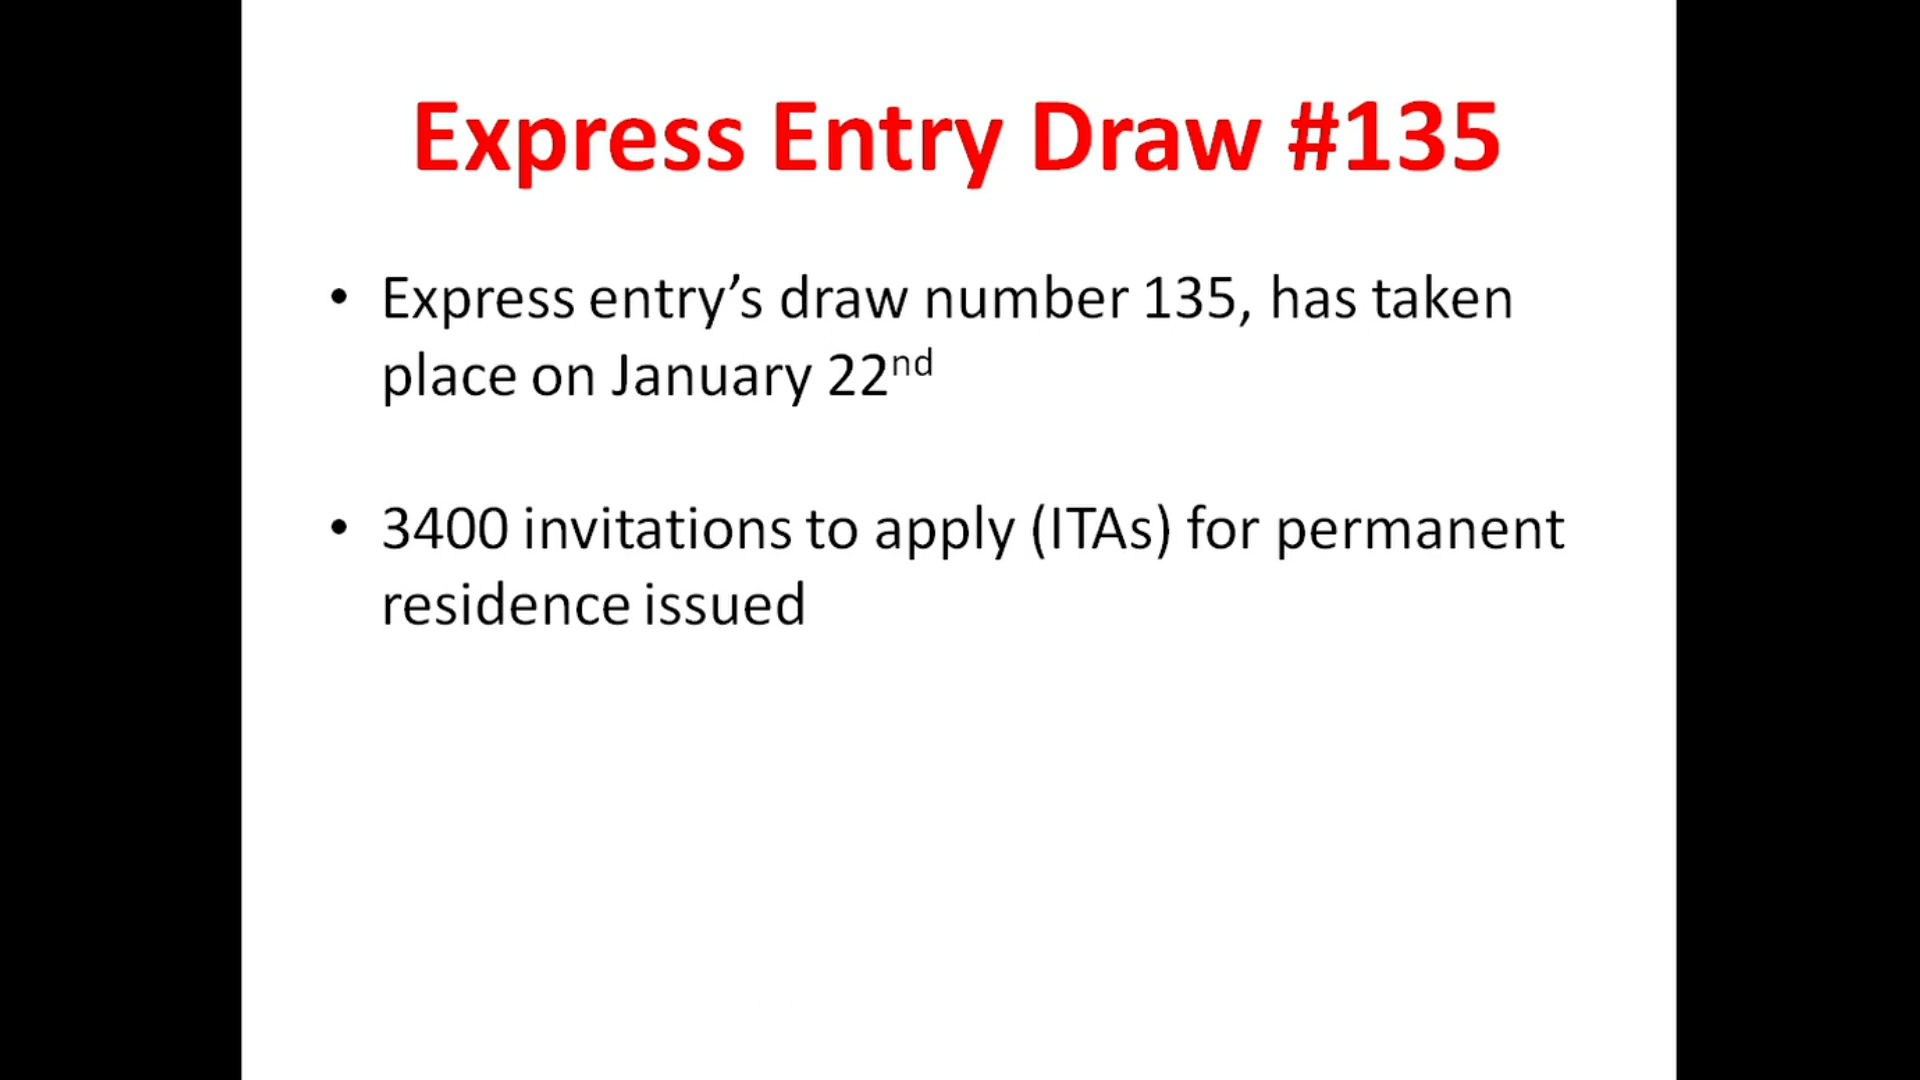 Express Entry Draw #135
• Express entry’s draw number 135, has taken
place on January 22nd
• 3400 invitations to apply (ITAs) for permanent
residence issued